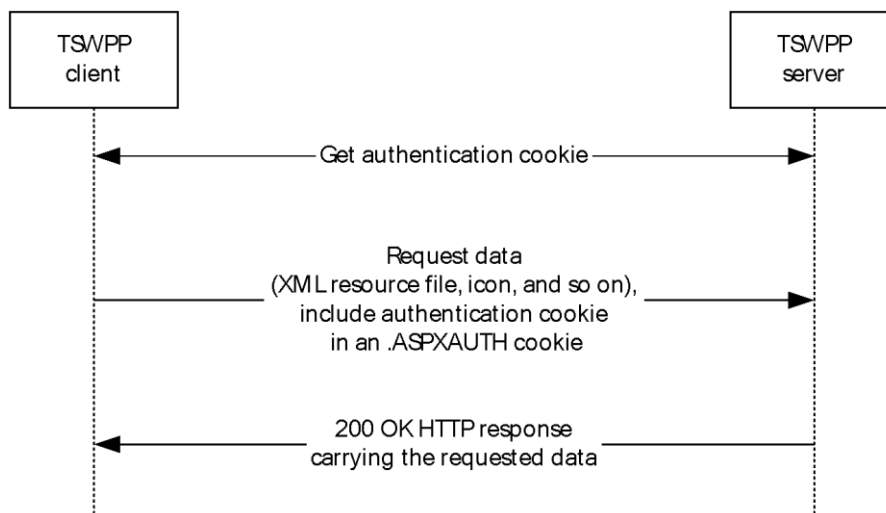 TSWPP
client
TSWPP
server
Get authentication cookie
Request data
(XML resource file, icon, and so on),
include authentication cookie
in an .ASPXAUTH cookie
200 OK HTTP response
carrying the requested data